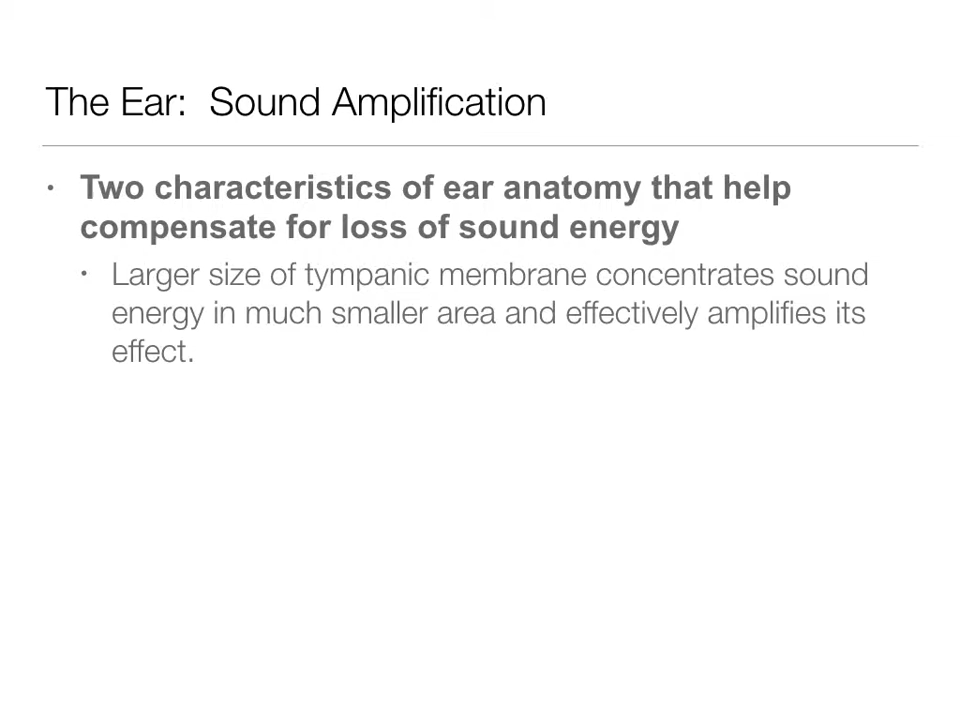 The Ear:  Sound Amplification
• Two characteristics of ear anatomy that help
compensate for loss of sound energy
• Larger size of tympanic membrane concentrates sound
energy in much smaller area and effectively amplifies its
effect.